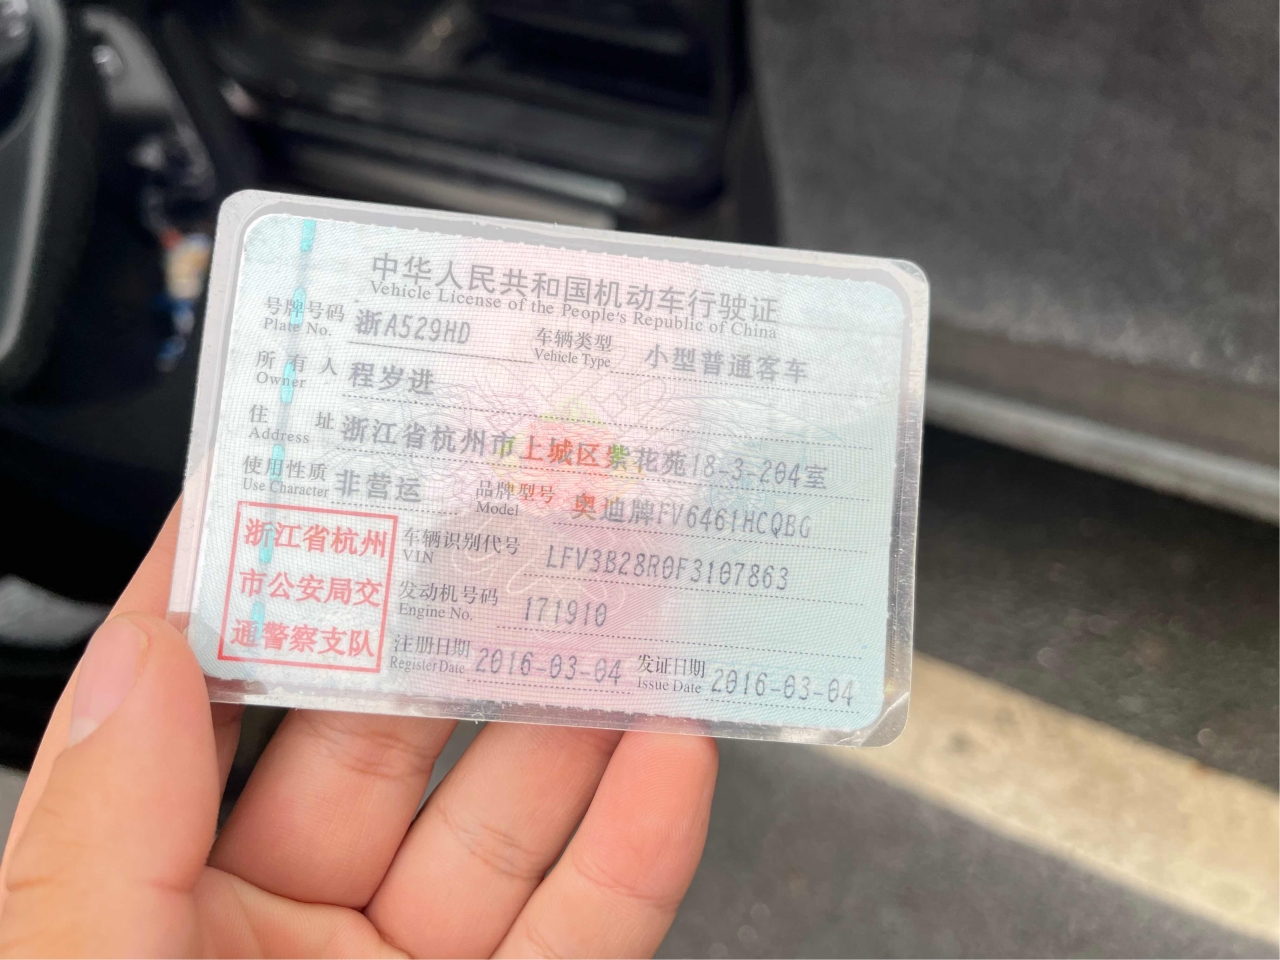 中华人民共和国机动车行驶证
Vehicle License of the People's Republic of China
号牌号码 浙A529HD 车辆类型 小型普通客车
Plate No. Vehicle Type
所有人 程岁进
Owner
住址 浙江省杭州市上城区紫花苑18-3-204室
Address
使用性质 非营运 品牌型号 奥迪牌FV6461HCQBG
Use Character Model
浙江省杭州
市公安局交
通警察支队
车辆识别代号 LFV3B28R0F3107863
VIN
发动机号码 171910
Engine No.
注册日期 2016-03-04 发证日期 2016-03-04
Register Date Issue Date